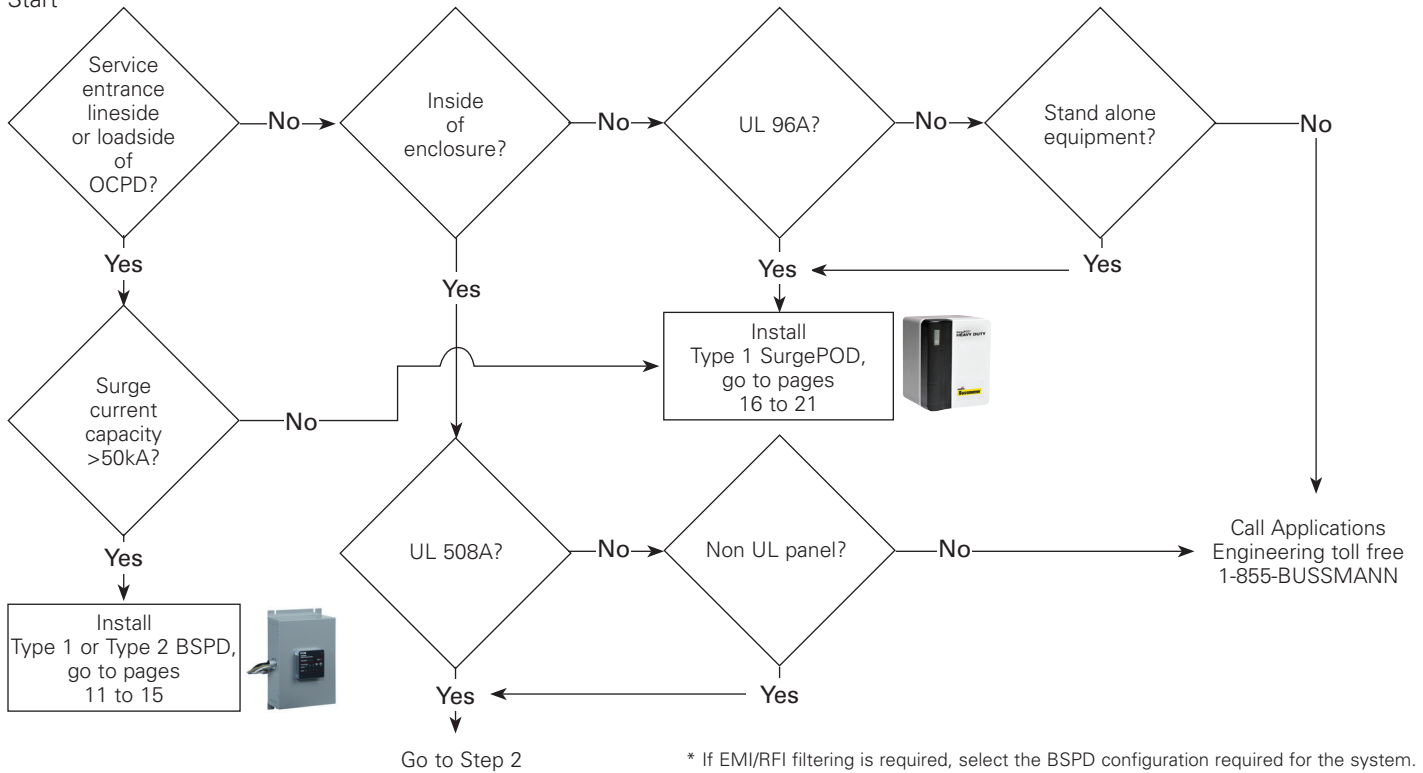 Start
Service
entrance
lineside
or loadside
of
OCPD?
No
Inside
of
enclosure?
No
UL 96A?
No
Stand alone
equipment?
No
Yes
Yes
Yes
Yes
Surge
current
capacity
>50kA?
No
Install
Type 1 SurgePOD,
go to pages
16 to 21
HEAVY DUTY
BUSSMANN
Yes
Install
Type 1 or Type 2 BSPD,
go to pages
11 to 15
UL 508A?
No
Non UL panel?
No
Call Applications
Engineering toll free
1-855-BUSSMANN
Yes
Yes
Go to Step 2
* If EMI/RFI filtering is required, select the BSPD configuration required for the system.